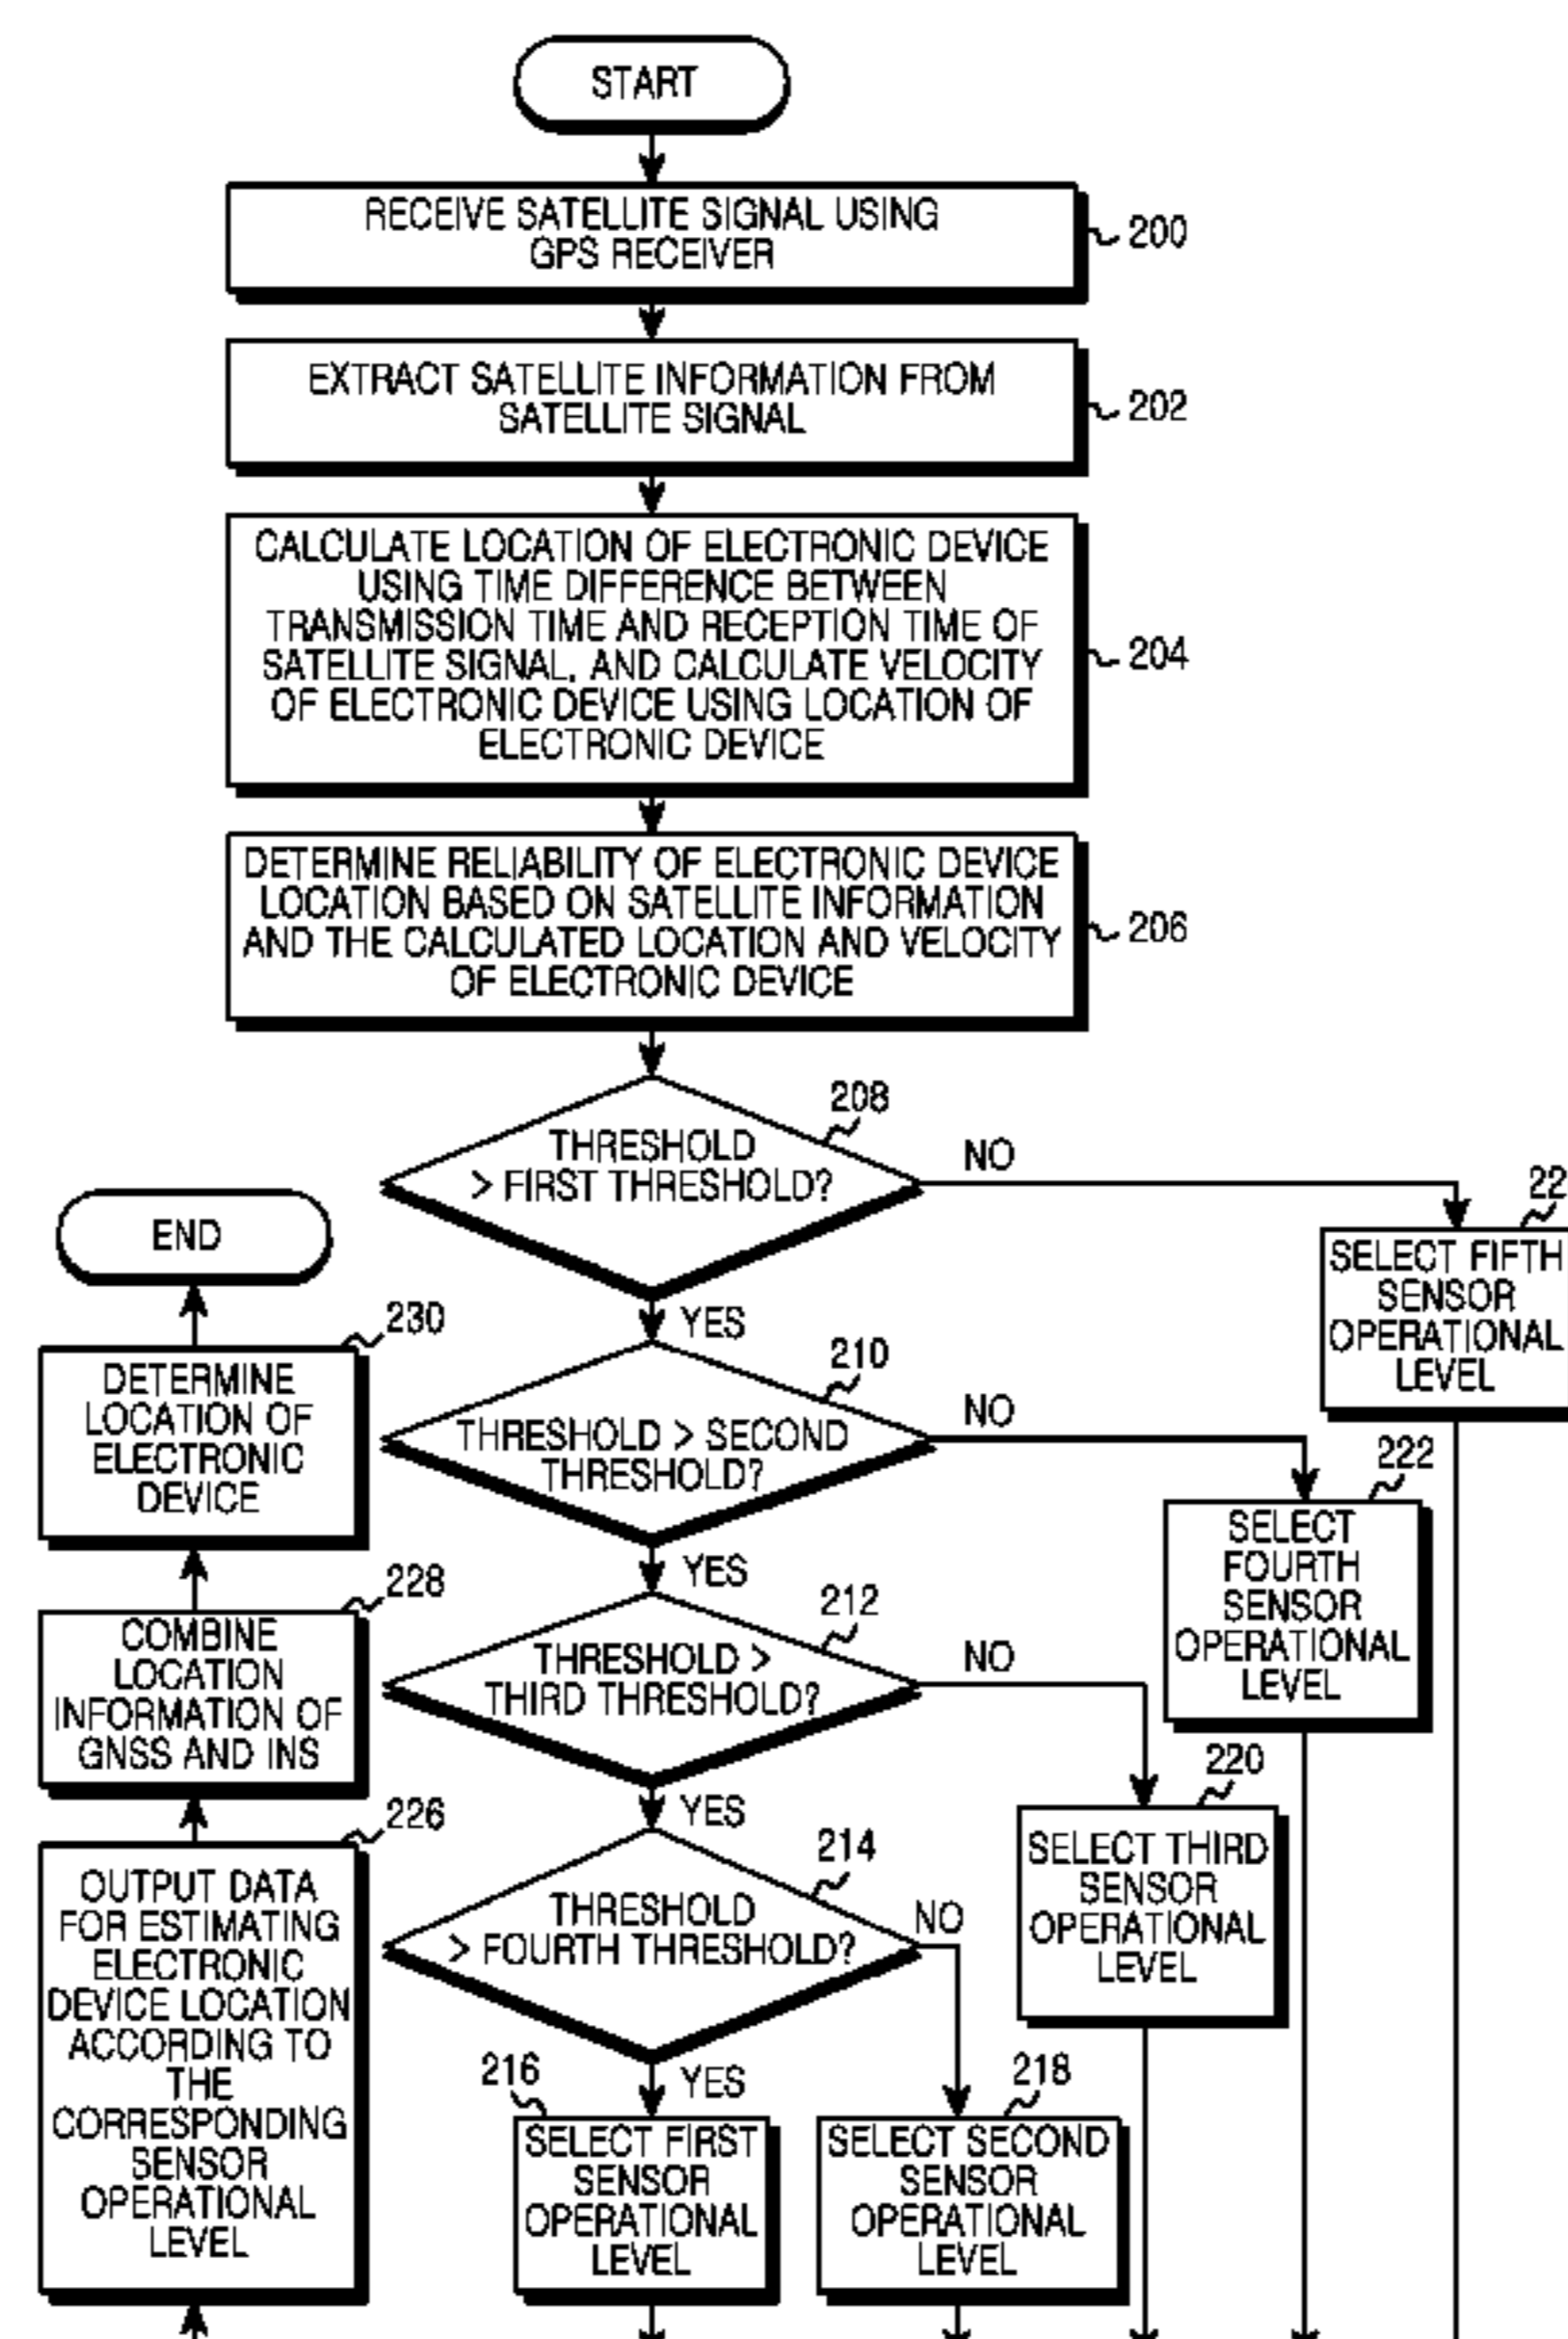 START
RECEIVE SATELLITE SIGNAL USING
GPS RECEIVER
200
EXTRACT SATELLITE INFORMATION FROM
SATELLITE SIGNAL
202
CALCULATE LOCATION OF ELECTRONIC DEVICE
USING TIME DIFFERENCE BETWEEN
TRANSMISSION TIME AND RECEPTION TIME OF
SATELLITE SIGNAL, AND CALCULATE VELOCITY
OF ELECTRONIC DEVICE USING LOCATION OF
ELECTRONIC DEVICE
204
DETERMINE RELIABILITY OF ELECTRONIC DEVICE
LOCATION BASED ON SATELLITE INFORMATION
AND THE CALCULATED LOCATION AND VELOCITY
OF ELECTRONIC DEVICE
206
208
THRESHOLD
> FIRST THRESHOLD?
NO
YES
22
SELECT FIFTH
SENSOR
OPERATIONAL
LEVEL
210
THRESHOLD > SECOND
THRESHOLD?
NO
YES
222
SELECT
FOURTH
SENSOR
OPERATIONAL
LEVEL
212
THRESHOLD >
THIRD THRESHOLD?
NO
YES
220
SELECT THIRD
SENSOR
OPERATIONAL
LEVEL
214
THRESHOLD
> FOURTH THRESHOLD?
NO
YES
216
SELECT FIRST
SENSOR
OPERATIONAL
LEVEL
218
SELECT SECOND
SENSOR
OPERATIONAL
LEVEL
END
230
DETERMINE
LOCATION OF
ELECTRONIC
DEVICE
228
COMBINE
LOCATION
INFORMATION OF
GNSS AND INS
226
OUTPUT DATA
FOR ESTIMATING
ELECTRONIC
DEVICE LOCATION
ACCORDING TO
THE
CORRESPONDING
SENSOR
OPERATIONAL
LEVEL